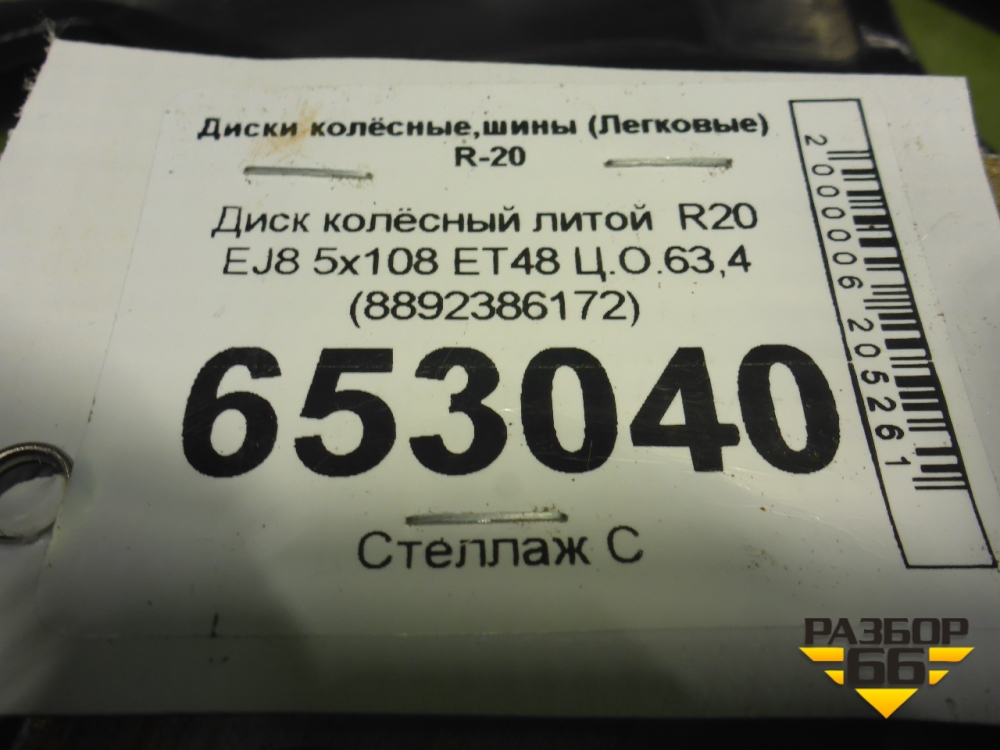 Диски колёсные,шины (Легковые)
R-20
Диск колёсный литой R20
EJ8 5x108 ET48 Ц.О.63,4
(8892386172)
653040
Стеллаж С
2000006205261
РАЗБОР
66